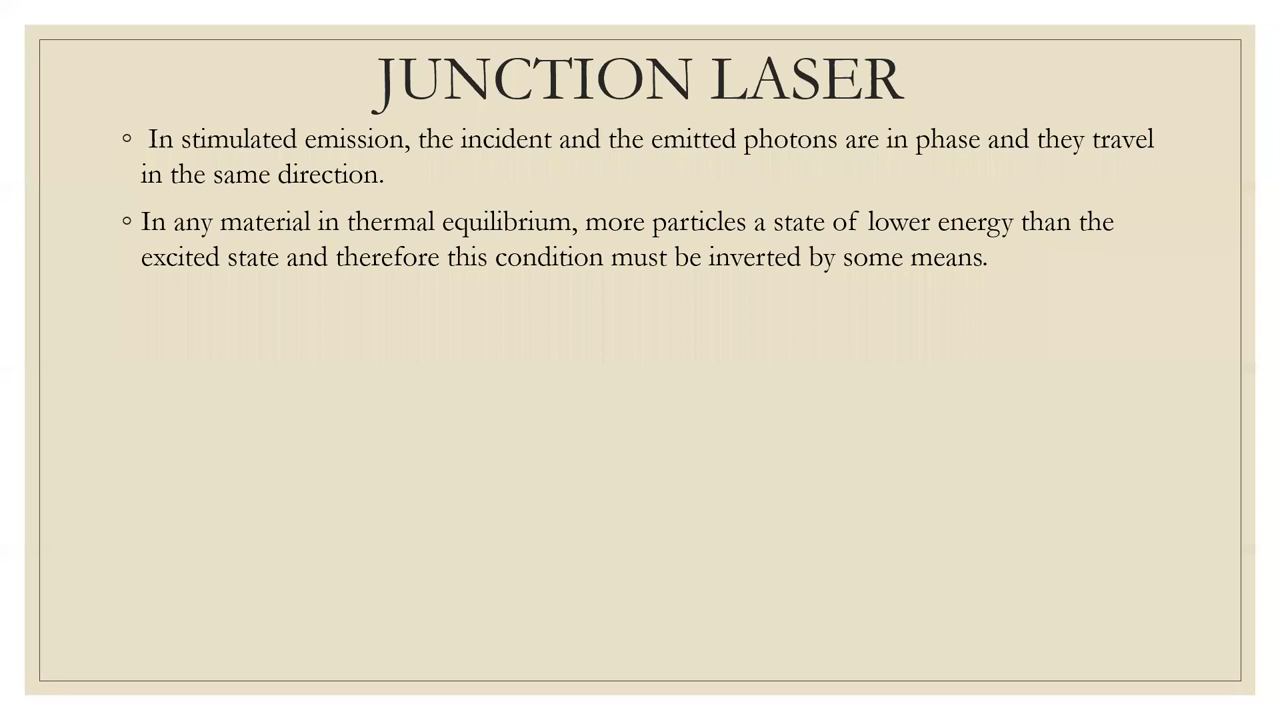 JUNCTION LASER
◦ In stimulated emission, the incident and the emitted photons are in phase and they travel
in the same direction.
◦ In any material in thermal equilibrium, more particles a state of lower energy than the
excited state and therefore this condition must be inverted by some means.